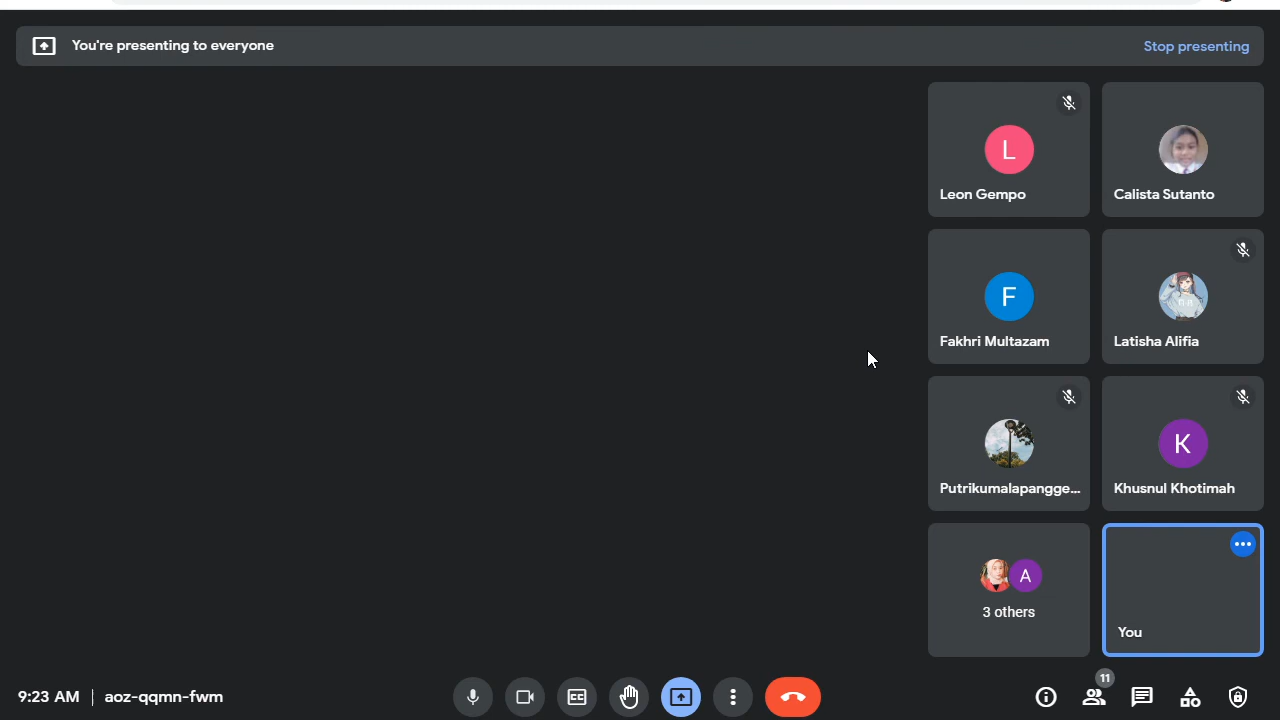 You're presenting to everyone
Stop presenting
L
Leon Gempo
Calista Sutanto
F
Fakhri Multazam
Latisha Alifia
Putrikumalapangge...
K
Khusnul Khotimah
A
3 others
You
9:23 AM | aoz-qqmn-fwm
CC
11